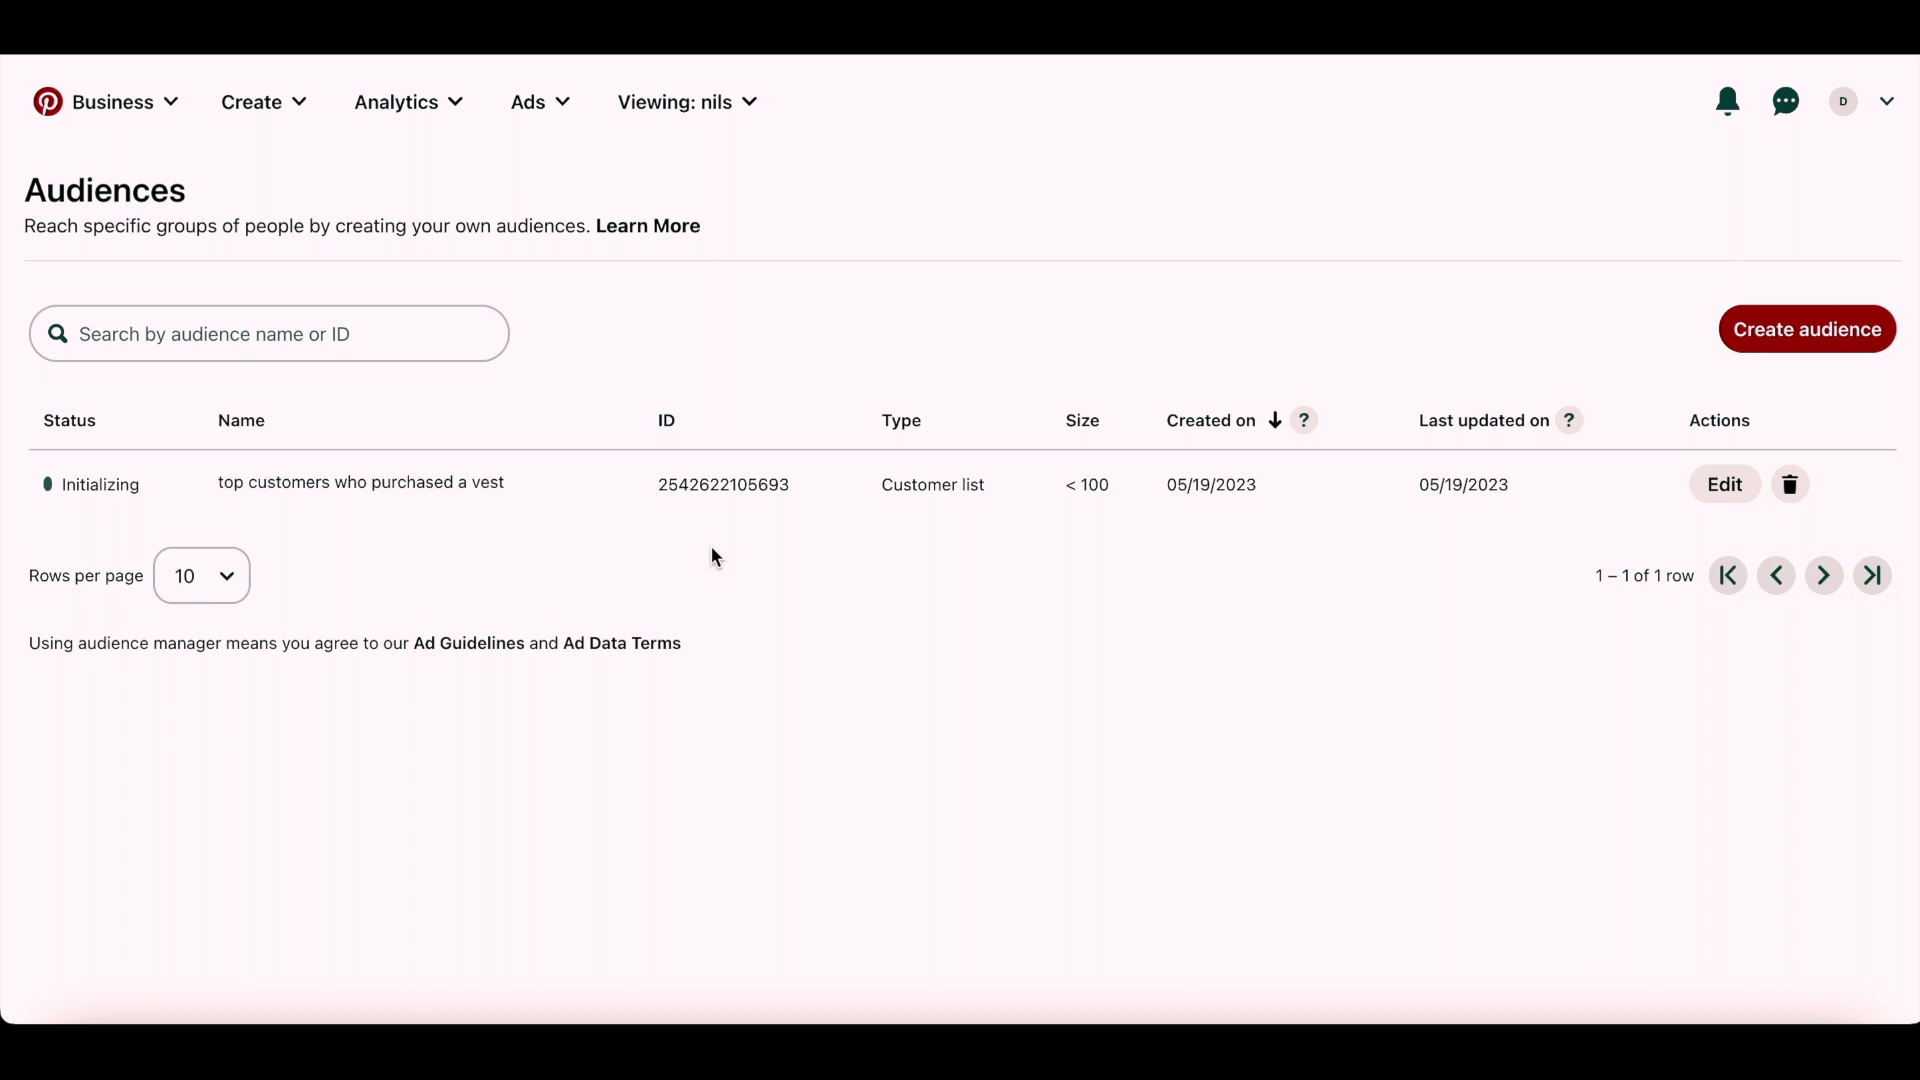 Business Create Analytics Ads Viewing: nils D
Audiences
Reach specific groups of people by creating your own audiences. Learn More
Search by audience name or ID
Create audience
Status Name ID Type Size Created on ? Last updated on ? Actions
Initializing top customers who purchased a vest 2542622105693 Customer list < 100 05/19/2023 05/19/2023 Edit
Rows per page 10 1 – 1 of 1 row
Using audience manager means you agree to our Ad Guidelines and Ad Data Terms